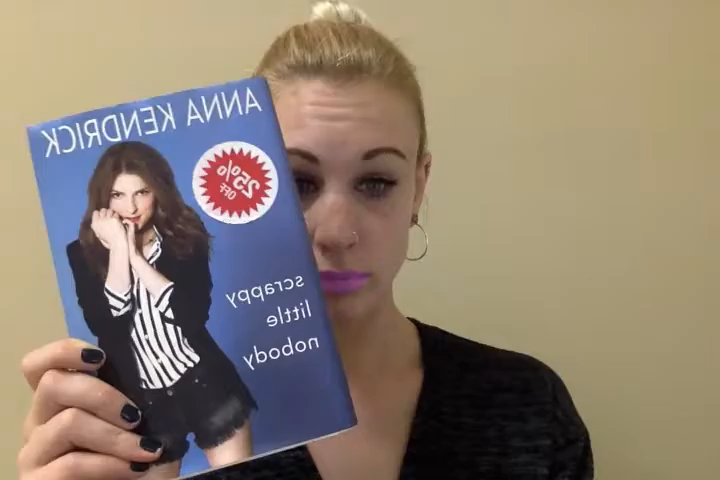 ANNA KENDRICK
25%
OFF
scrappy
little
nobody